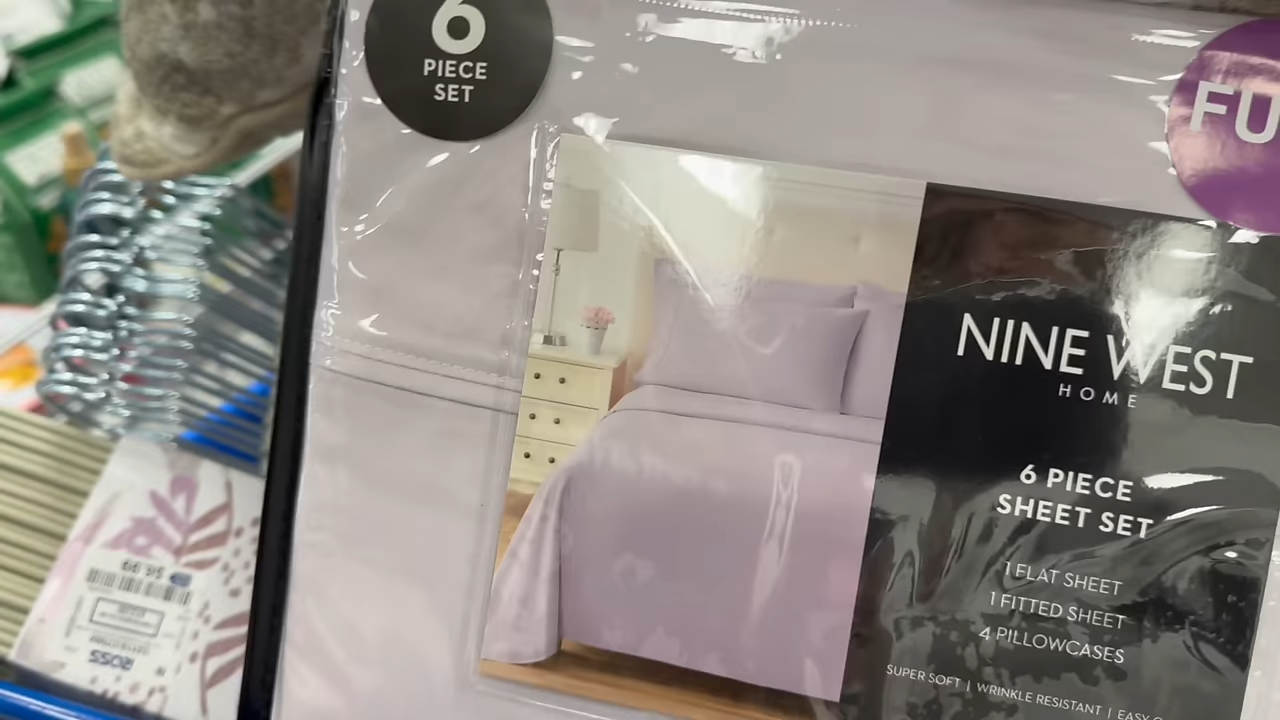 6
PIECE
SET
FU
NINE WEST
HOME
6 PIECE
SHEET SET
1 FLAT SHEET
1 FITTED SHEET
4 PILLOWCASES
SUPER SOFT | WRINKLE RESISTANT | EASY
ROSS